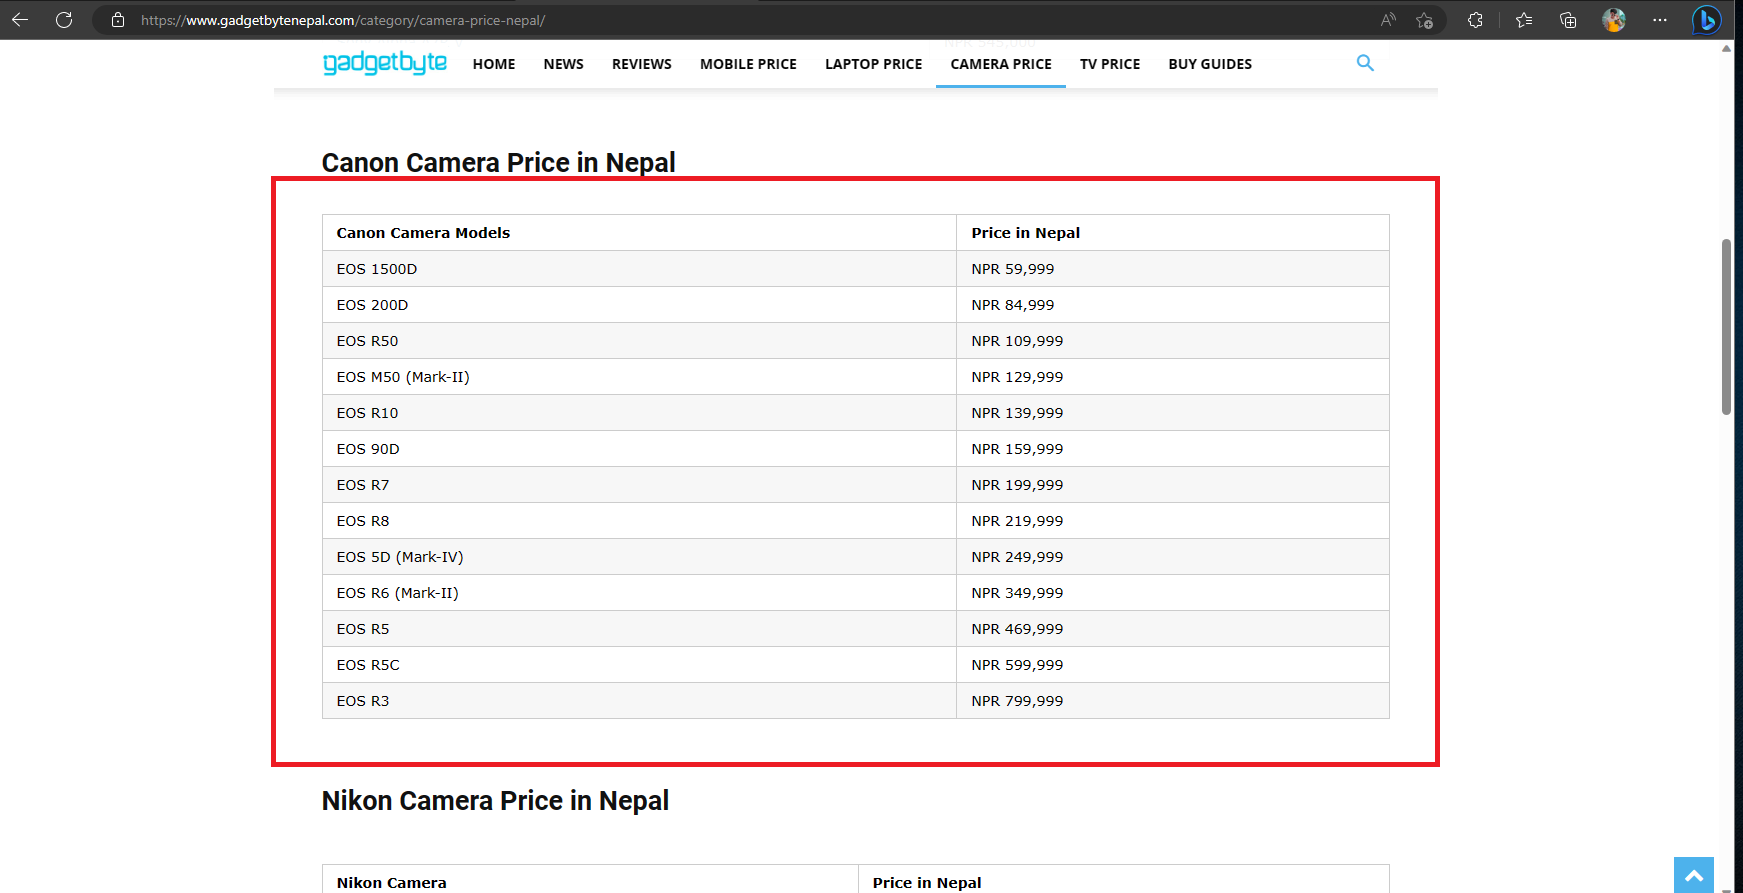 https://www.gadgetbytenepal.com/category/camera-price-nepal/
NPR 545,000
gadgetbyte HOME NEWS REVIEWS MOBILE PRICE LAPTOP PRICE CAMERA PRICE TV PRICE BUY GUIDES
Canon Camera Price in Nepal
Canon Camera Models Price in Nepal
EOS 1500D NPR 59,999
EOS 200D NPR 84,999
EOS R50 NPR 109,999
EOS M50 (Mark-II) NPR 129,999
EOS R10 NPR 139,999
EOS 90D NPR 159,999
EOS R7 NPR 199,999
EOS R8 NPR 219,999
EOS 5D (Mark-IV) NPR 249,999
EOS R6 (Mark-II) NPR 349,999
EOS R5 NPR 469,999
EOS R5C NPR 599,999
EOS R3 NPR 799,999
Nikon Camera Price in Nepal
Nikon Camera Price in Nepal